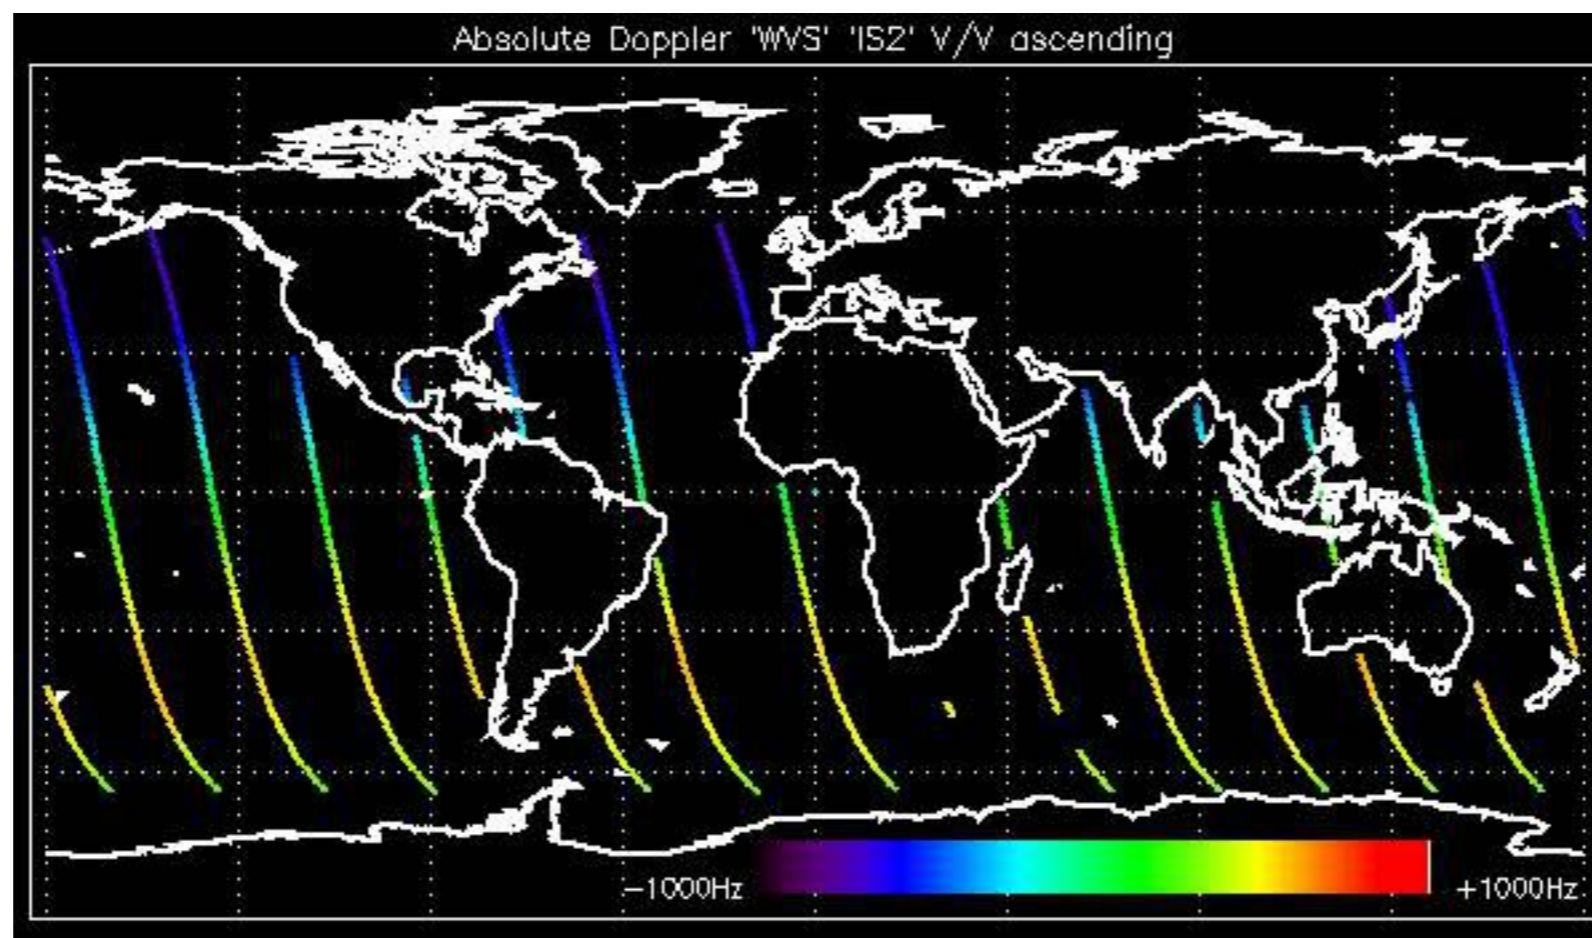 Absolute Doppler 'WVS' 'IS2' V/V ascending
-1000Hz
+1000Hz